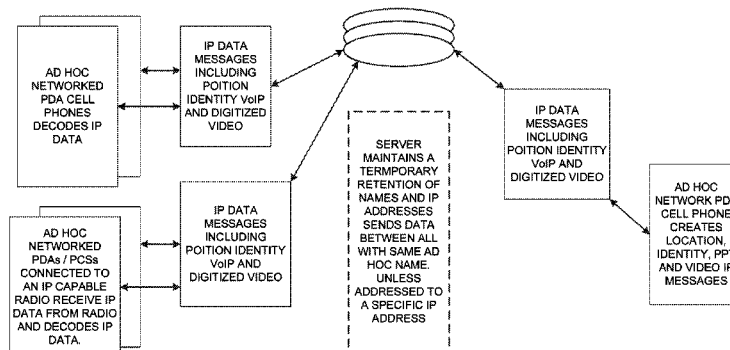 AD HOC
NETWORKED
PDA CELL
PHONES
DECODES IP
DATA
IP DATA
MESSAGES
INCLUDING
POITION
IDENTITY VoIP
AND DIGITIZED
VIDEO
AD HOC
NETWORKED
PDAs / PCSs
CONNECTED TO
AN IP CAPABLE
RADIO RECEIVE IP
DATA FROM RADIO
AND DECODES IP
DATA.
IP DATA
MESSAGES
INCLUDING
POITION IDENTITY
VoIP AND
DIGITIZED VIDEO
SERVER
MAINTAINS A
TERMPORARY
RETENTION OF
NAMES AND IP
ADDRESSES
SENDS DATA
BETWEEN ALL
WITH SAME AD
HOC NAME.
UNLESS
ADDRESSED TO
A SPECIFIC IP
ADDRESS
IP DATA
MESSAGES
INCLUDING
POITION IDENTITY
VoIP AND
DIGITIZED VIDEO
AD HOC
NETWORK
CELL PHONE
CREATES
LOCATION,
IDENTITY,
AND VIDEO IP
MESSAGES